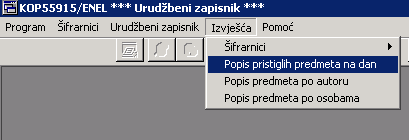 KOP55915/ENEL *** Urudžbeni zapisnik ***
Program Šifrarnici Urudžbeni zapisnik Izvješća Pomoć
Šifrarnici
Popis pristiglih predmeta na dan
Popis predmeta po autoru
Popis predmeta po osobama